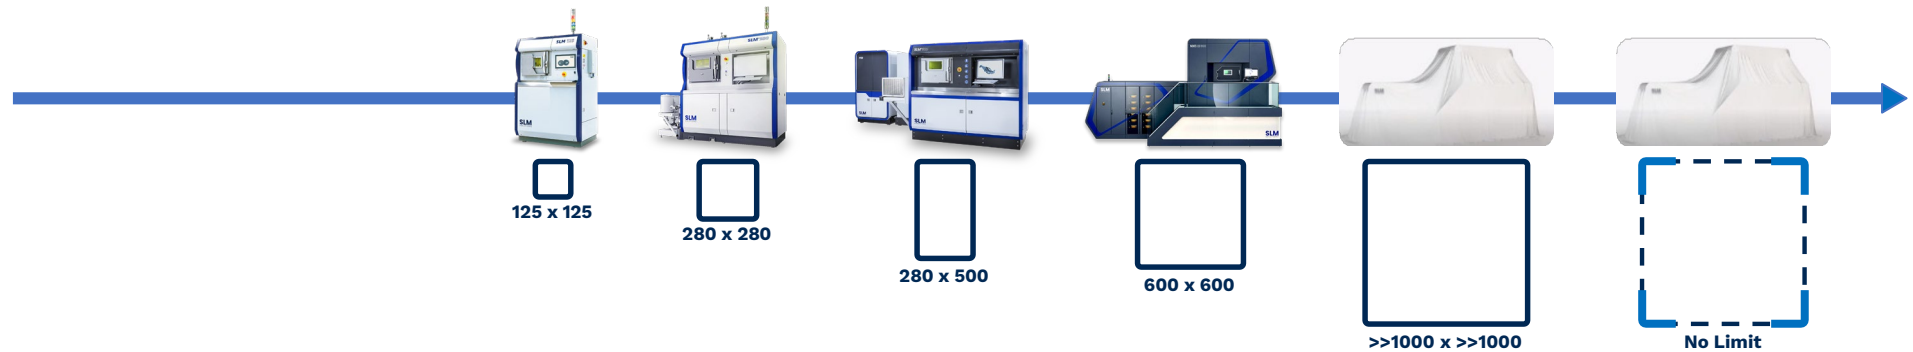 SLM
SLM
SLM
SLM
SLM
125 x 125
280 x 280
280 x 500
600 x 600
>>1000 x >>1000
No Limit